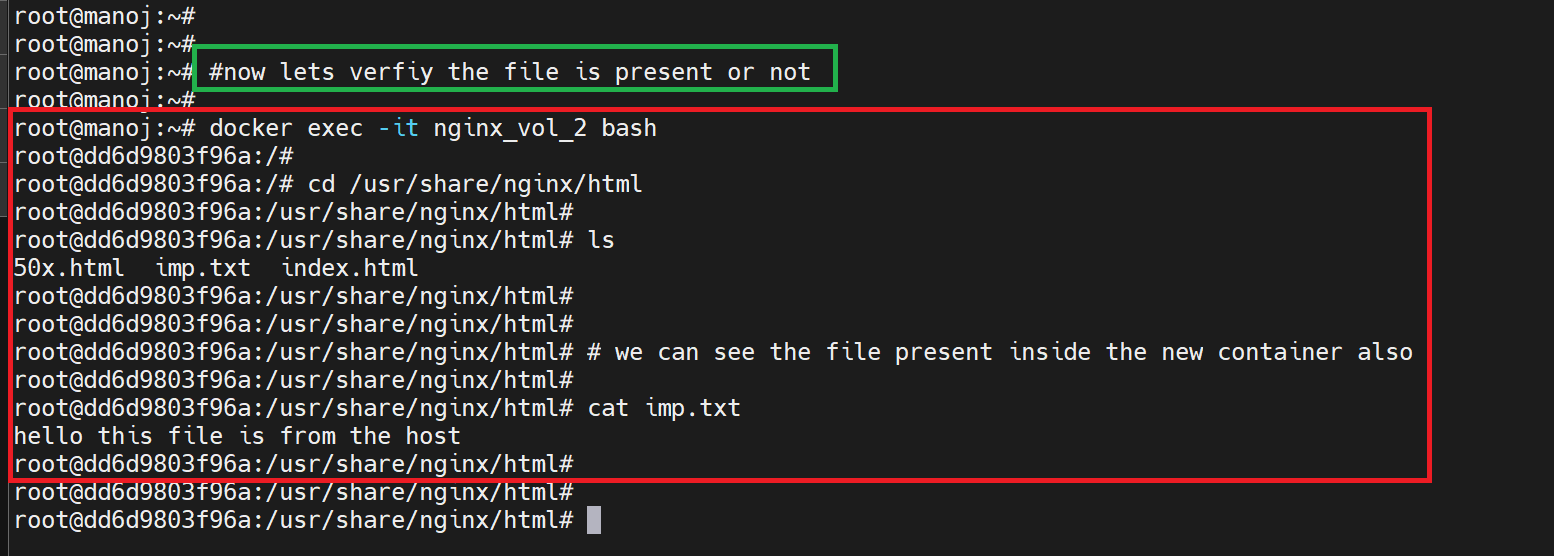 root@manoj:~#
root@manoj:~#
root@manoj:~# #now lets verfiy the file is present or not
root@manoj:~#
root@manoj:~# docker exec -it nginx_vol_2 bash
root@dd6d9803f96a:/#
root@dd6d9803f96a:/# cd /usr/share/nginx/html
root@dd6d9803f96a:/usr/share/nginx/html#
root@dd6d9803f96a:/usr/share/nginx/html# ls
50x.html  imp.txt  index.html
root@dd6d9803f96a:/usr/share/nginx/html#
root@dd6d9803f96a:/usr/share/nginx/html#
root@dd6d9803f96a:/usr/share/nginx/html# # we can see the file present inside the new container also
root@dd6d9803f96a:/usr/share/nginx/html#
root@dd6d9803f96a:/usr/share/nginx/html# cat imp.txt
hello this file is from the host
root@dd6d9803f96a:/usr/share/nginx/html#
root@dd6d9803f96a:/usr/share/nginx/html#
root@dd6d9803f96a:/usr/share/nginx/html#